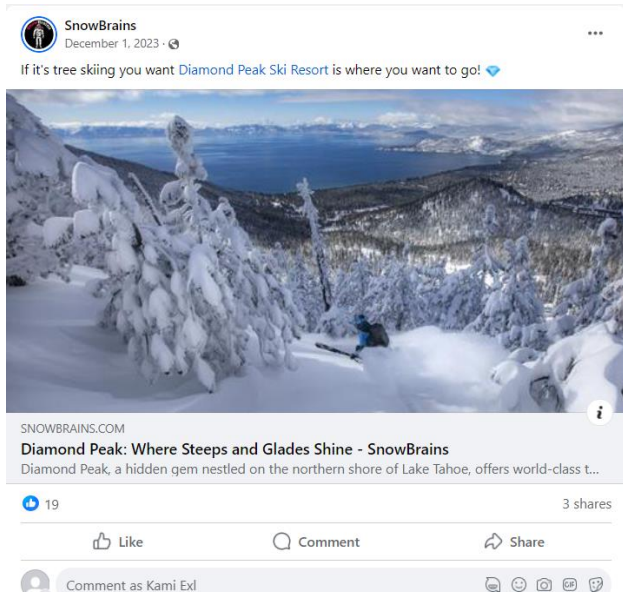 SnowBrains
December 1, 2023 ·
If it's tree skiing you want Diamond Peak Ski Resort is where you want to go! 💎
i
SNOWBRAINS.COM
Diamond Peak: Where Steeps and Glades Shine - SnowBrains
Diamond Peak, a hidden gem nestled on the northern shore of Lake Tahoe, offers world-class t...
19
3 shares
Like
Comment
Share
Comment as Kami Exl
GIF